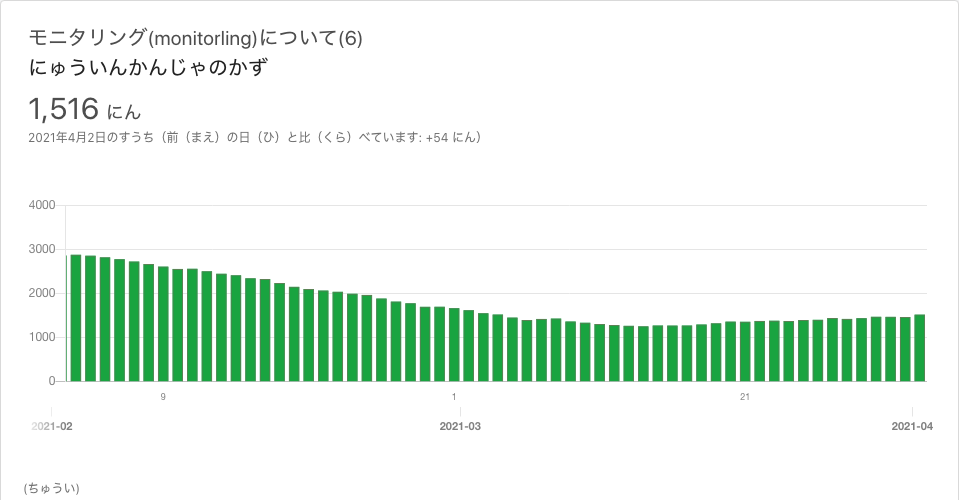 モニタリング(monitorling)について(6)
にゅういんかんじゃのかず
1,516 にん
2021年4月2日のすうち（前（まえ）の日（ひ）と比（くら）べています: +54 にん）
4000
3000
2000
1000
0
9 1 21
2021-02 2021-03 2021-04
(ちゅうい)